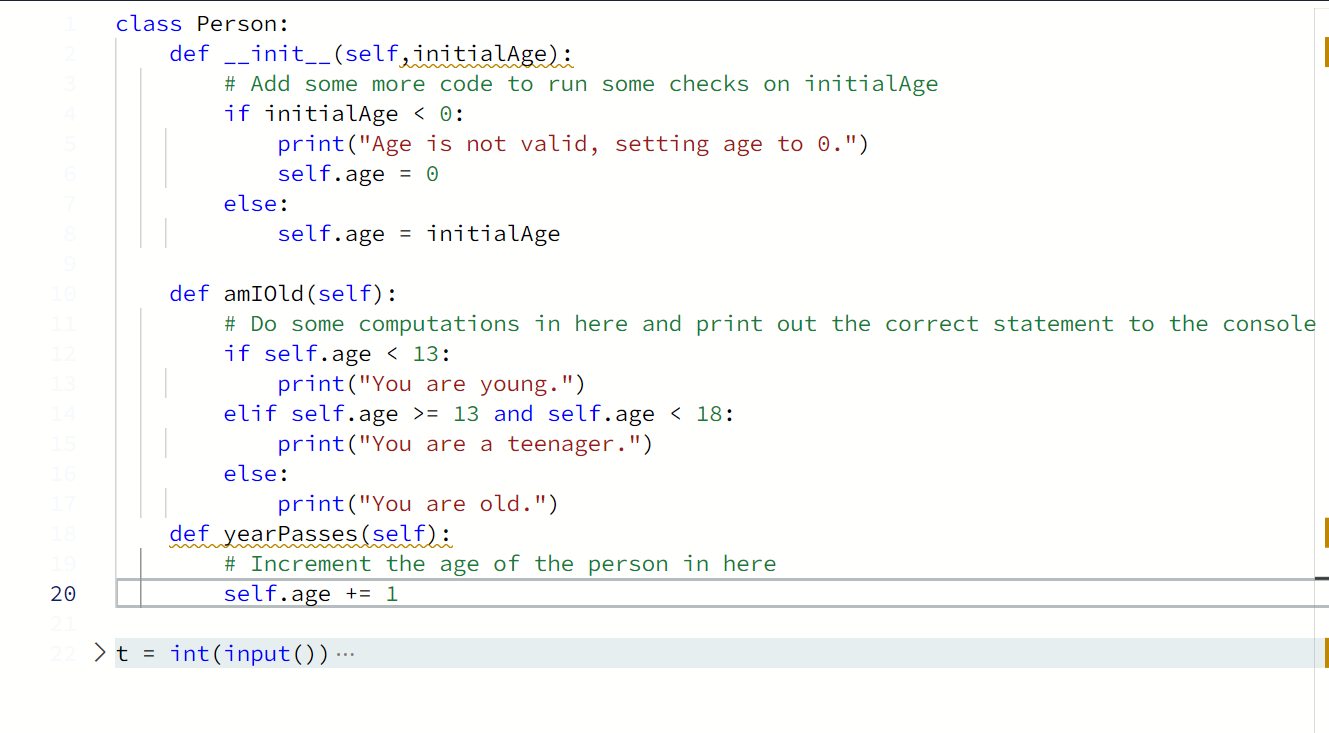 1 class Person:
2     def __init__(self,initialAge):
3         # Add some more code to run some checks on initialAge
4         if initialAge < 0:
5             print("Age is not valid, setting age to 0.")
6             self.age = 0
7         else:
8             self.age = initialAge
9
10     def amIOld(self):
11         # Do some computations in here and print out the correct statement to the console
12         if self.age < 13:
13             print("You are young.")
14         elif self.age >= 13 and self.age < 18:
15             print("You are a teenager.")
16         else:
17             print("You are old.")
18     def yearPasses(self):
19         # Increment the age of the person in here
20         self.age += 1
21
22 > t = int(input())···